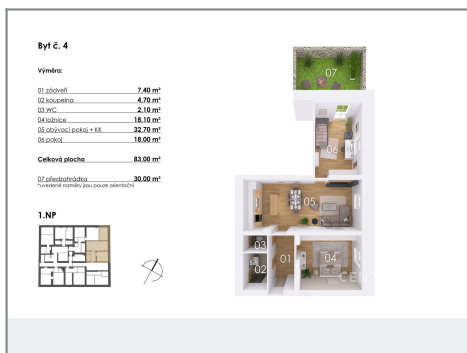 Byt č. 4
Výměra:
01 zádveří 7,40 m²
02 koupelna 4,70 m²
03 WC 2,10 m²
04 ložnice 18,10 m²
05 obývací pokoj + KK 32,70 m²
06 pokoj 18,00 m²
Celková plocha 83,00 m²
07 předzahrádka 30,00 m²
*uvedené rozměry jsou pouze orientační
1.NP
07
06
05
03
02
01
04